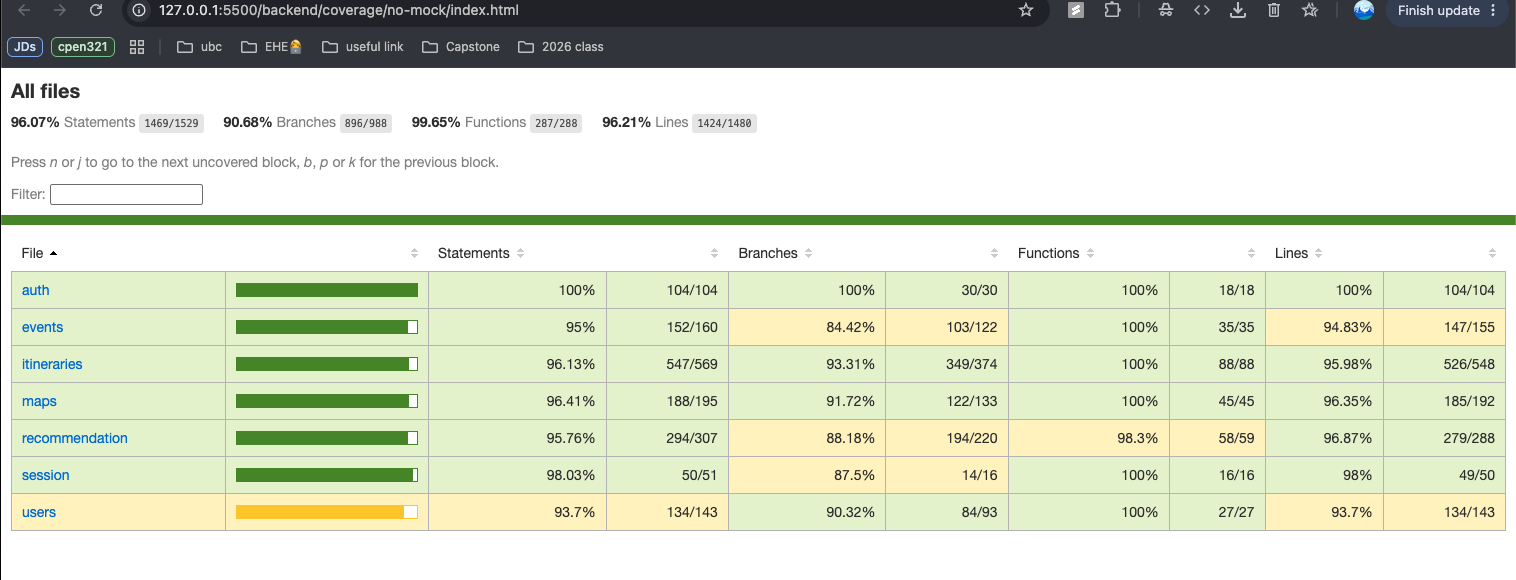 127.0.0.1:5500/backend/coverage/no-mock/index.html Finish update
JDs cpen321 ubc EHE useful link Capstone 2026 class
All files
96.07% Statements 1469/1529 90.68% Branches 896/988 99.65% Functions 287/288 96.21% Lines 1424/1480
Press n or j to go to the next uncovered block, b, p or k for the previous block.
Filter:
File Statements Branches Functions Lines
auth 100% 104/104 100% 30/30 100% 18/18 100% 104/104
events 95% 152/160 84.42% 103/122 100% 35/35 94.83% 147/155
itineraries 96.13% 547/569 93.31% 349/374 100% 88/88 95.98% 526/548
maps 96.41% 188/195 91.72% 122/133 100% 45/45 96.35% 185/192
recommendation 95.76% 294/307 88.18% 194/220 98.3% 58/59 96.87% 279/288
session 98.03% 50/51 87.5% 14/16 100% 16/16 98% 49/50
users 93.7% 134/143 90.32% 84/93 100% 27/27 93.7% 134/143